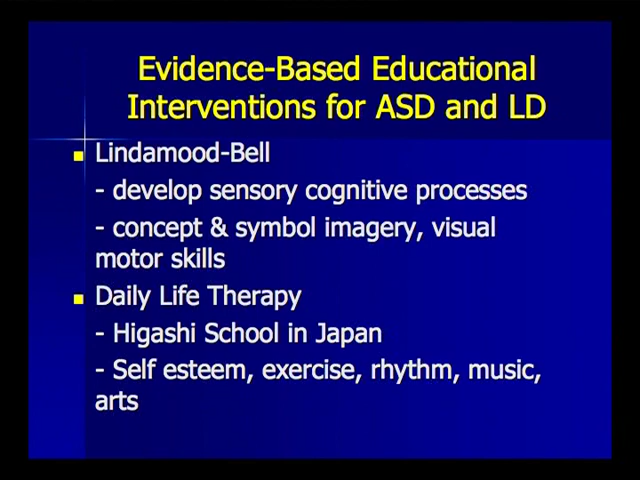 Evidence-Based Educational
Interventions for ASD and LD
Lindamood-Bell
- develop sensory cognitive processes
- concept & symbol imagery, visual
motor skills
Daily Life Therapy
- Higashi School in Japan
- Self esteem, exercise, rhythm, music,
arts